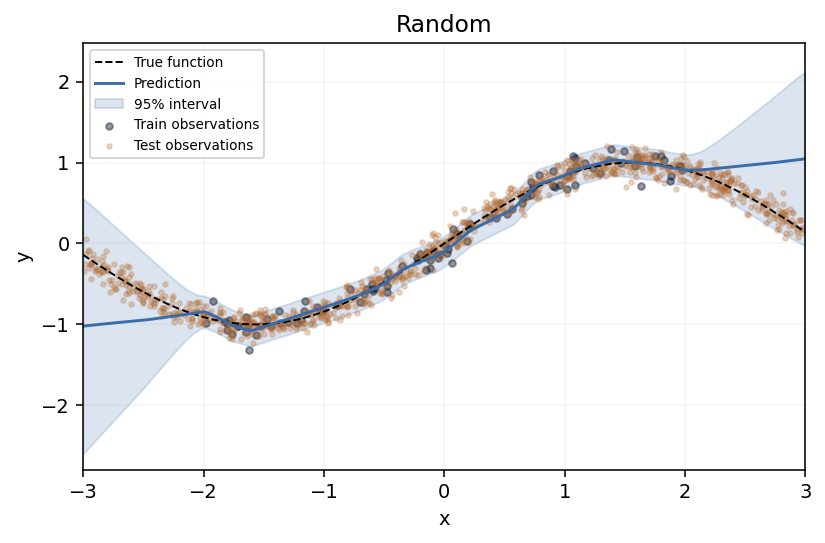 Random
True function
Prediction
95% interval
Train observations
Test observations
y
2
1
0
−1
−2
−3 −2 −1 0 1 2 3
x